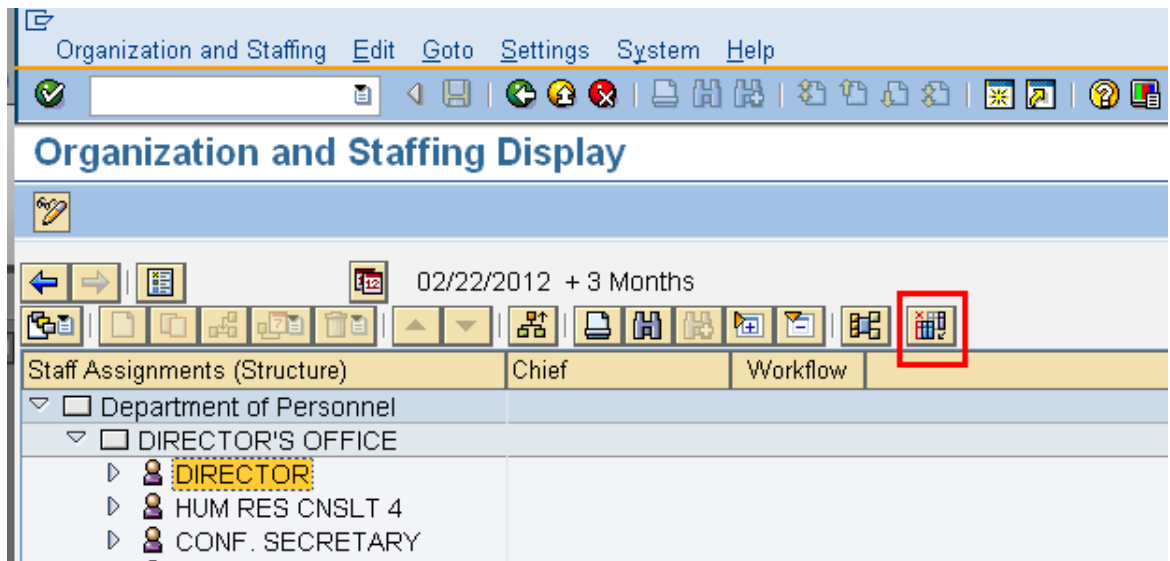 Organization and Staffing Edit Goto Settings System Help
Organization and Staffing Display
02/22/2012 + 3 Months
Staff Assignments (Structure) Chief Workflow
Department of Personnel
DIRECTOR'S OFFICE
DIRECTOR
HUM RES CNSLT 4
CONF. SECRETARY